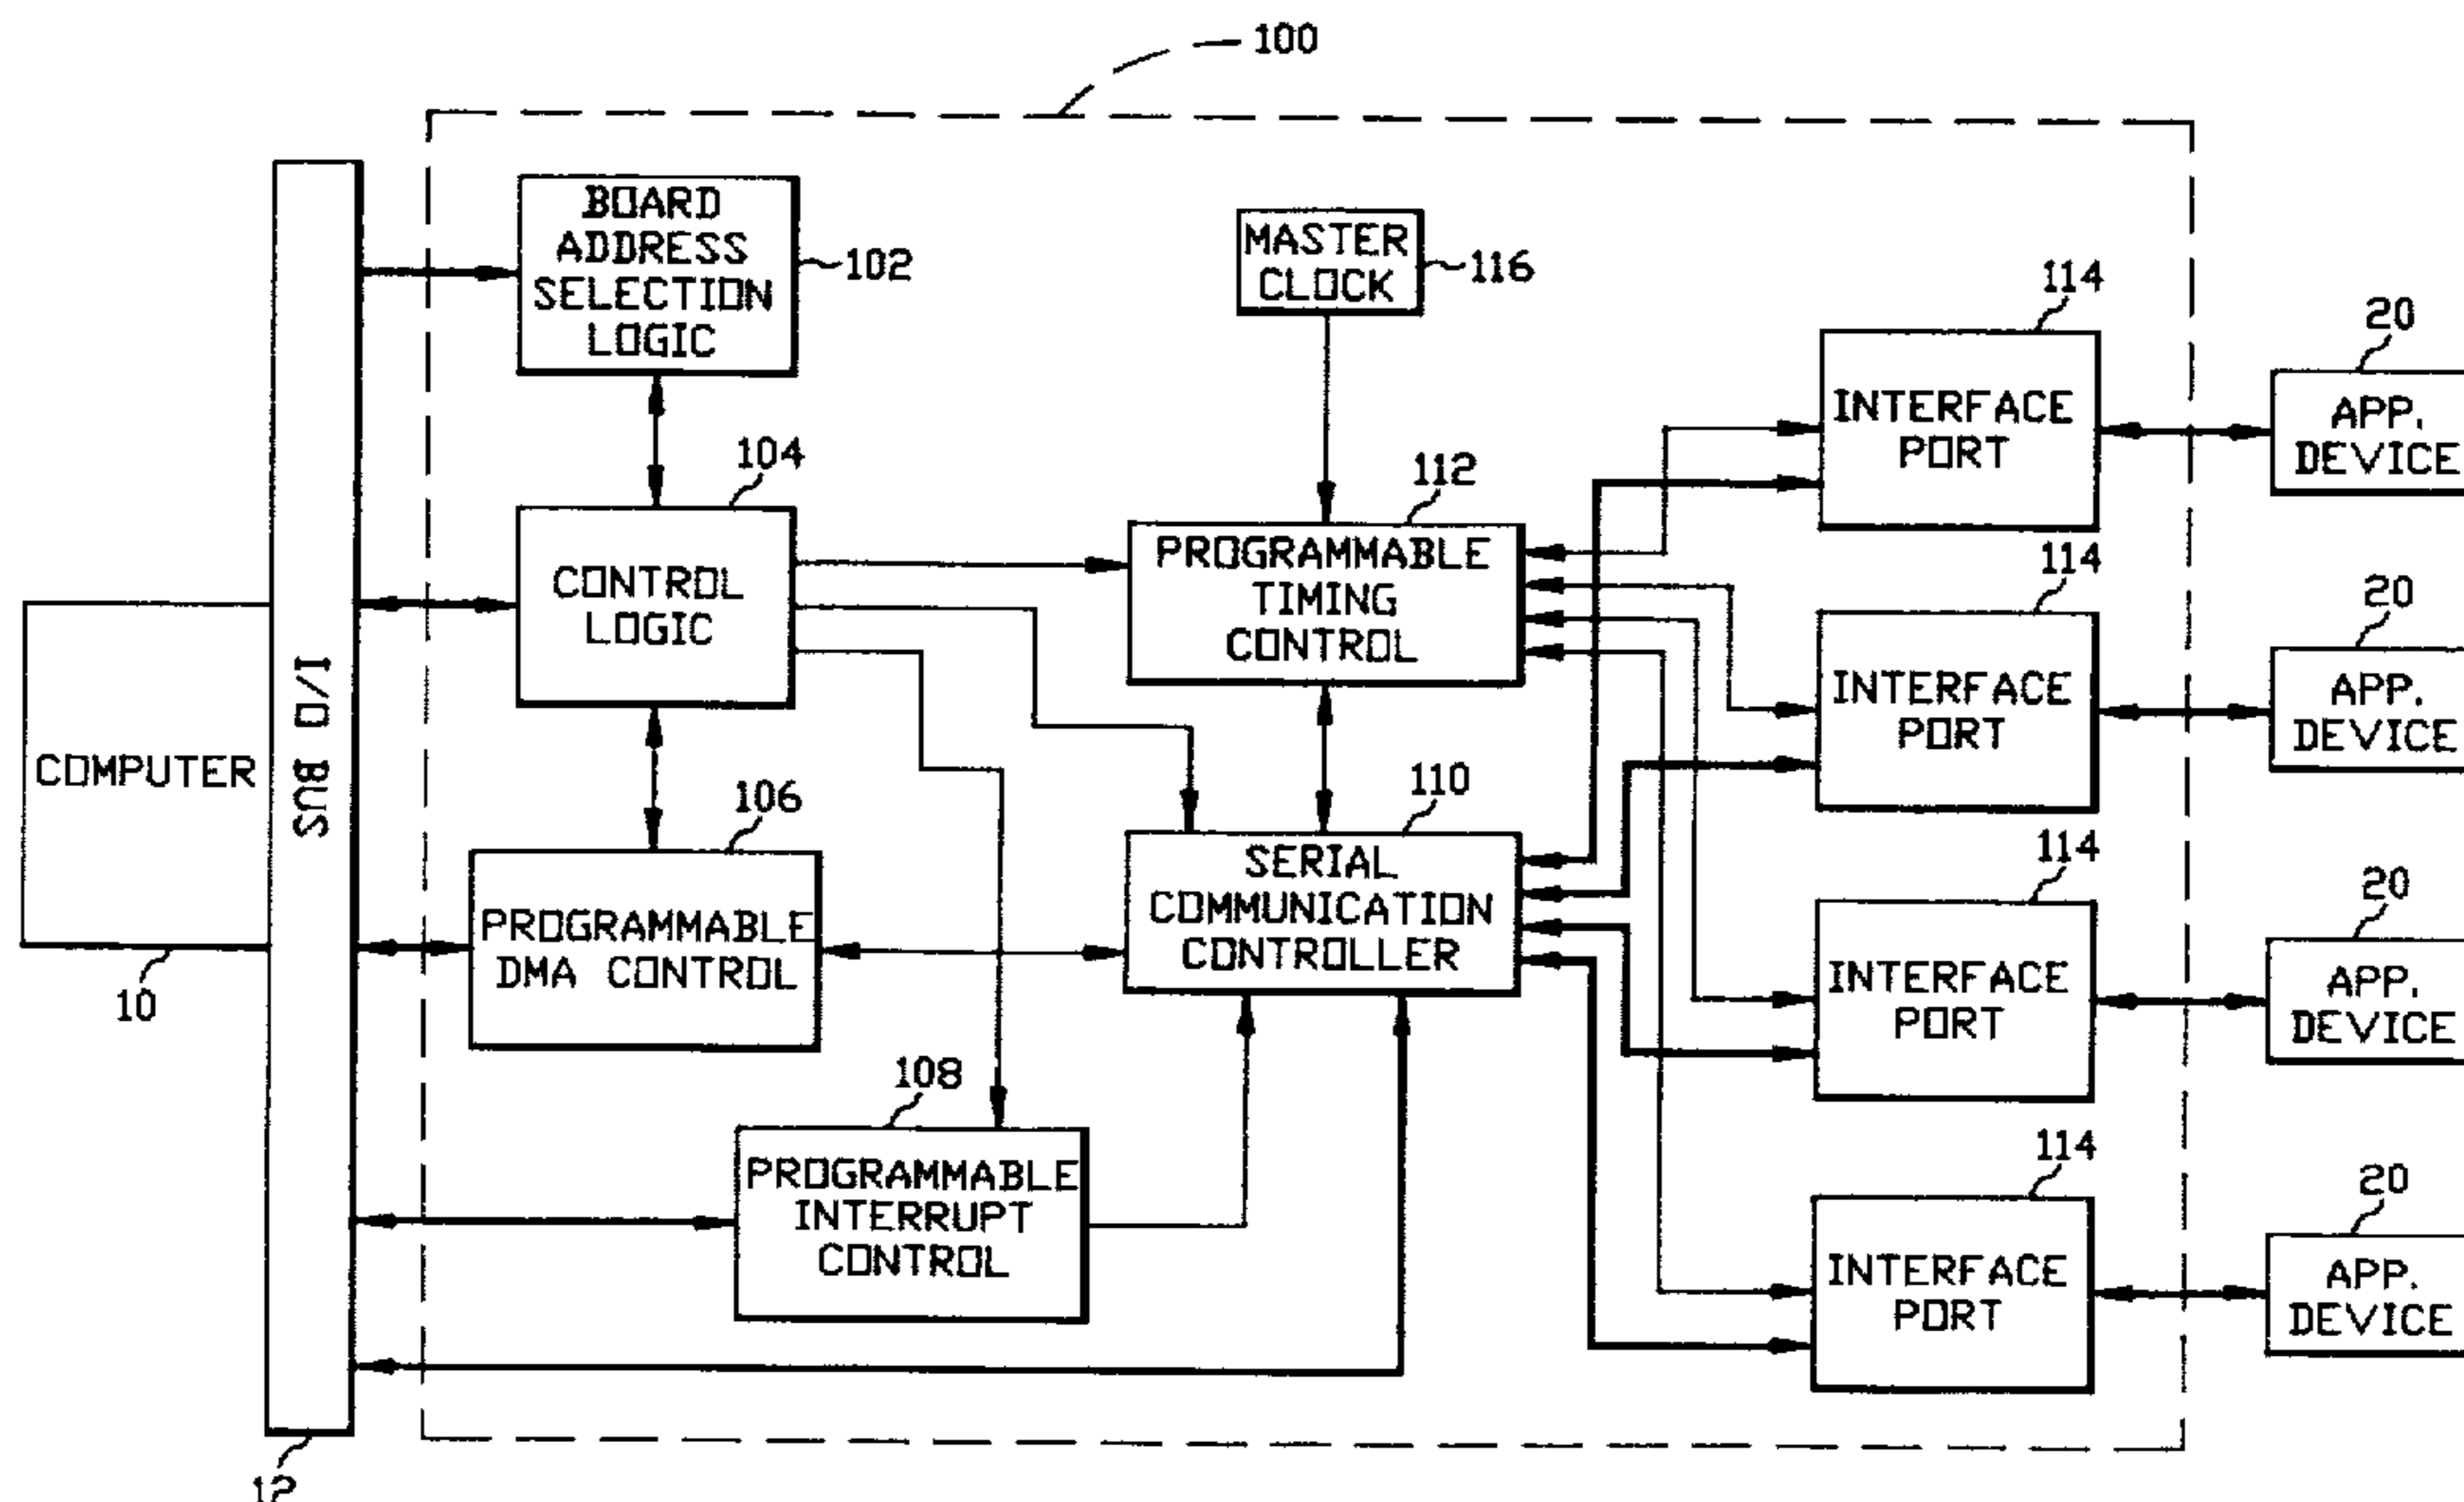 100
BOARD
ADDRESS
SELECTION
LOGIC
102
MASTER
CLOCK
116
114
INTERFACE
PORT
20
APP.
DEVICE
104
CONTROL
LOGIC
112
PROGRAMMABLE
TIMING
CONTROL
114
INTERFACE
PORT
20
APP.
DEVICE
COMPUTER
10
I/O BUS
12
106
PROGRAMMABLE
DMA CONTROL
110
SERIAL
COMMUNICATION
CONTROLLER
114
INTERFACE
PORT
20
APP.
DEVICE
108
PROGRAMMABLE
INTERRUPT
CONTROL
114
INTERFACE
PORT
20
APP.
DEVICE